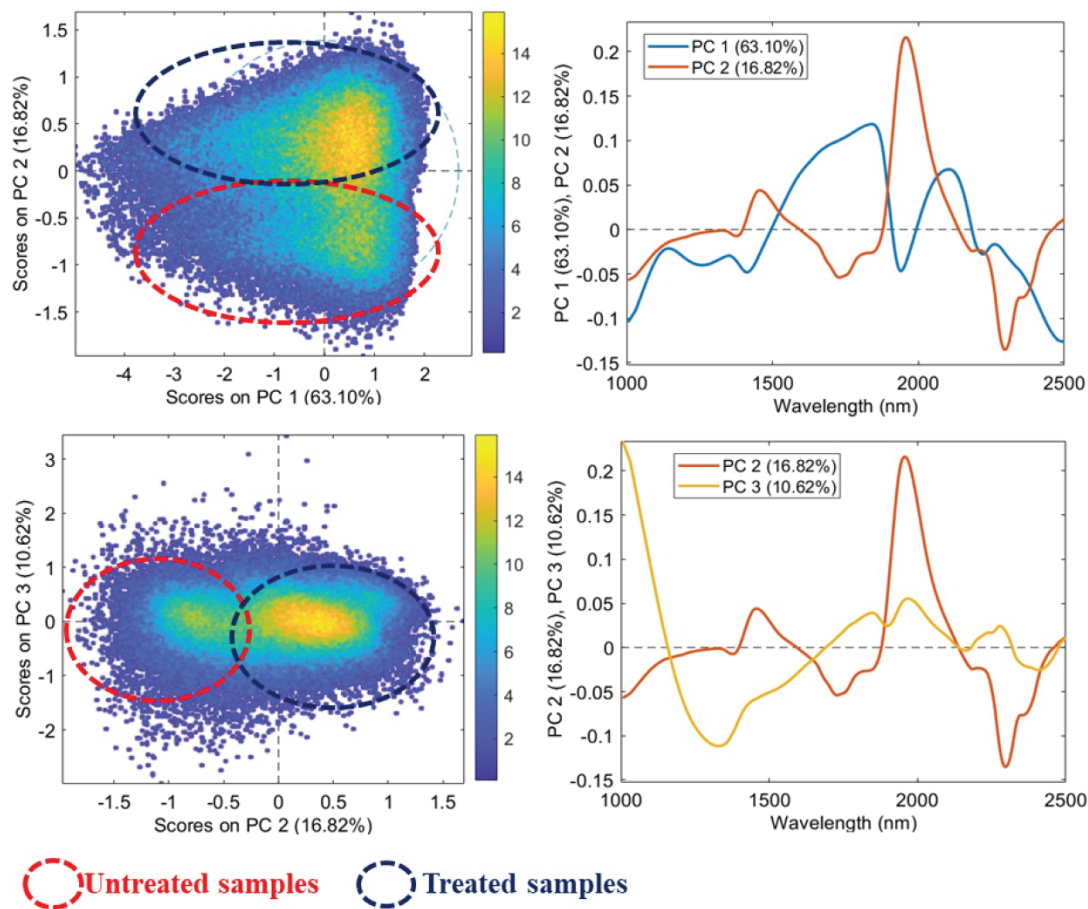 1.5
1
0.5
0
-0.5
-1
-1.5
Scores on PC 2 (16.82%)
-4 -3 -2 -1 0 1 2
Scores on PC 1 (63.10%)
14
12
10
8
6
4
2
PC 1 (63.10%)
PC 2 (16.82%)
0.2
0.15
0.1
0.05
0
-0.05
-0.1
-0.15
PC 1 (63.10%), PC 2 (16.82%)
1000 1500 2000 2500
Wavelength (nm)
3
2
1
0
-1
-2
Scores on PC 3 (10.62%)
-1.5 -1 -0.5 0 0.5 1 1.5
Scores on PC 2 (16.82%)
14
12
10
8
6
4
2
PC 2 (16.82%)
PC 3 (10.62%)
0.2
0.15
0.1
0.05
0
-0.05
-0.1
-0.15
PC 2 (16.82%), PC 3 (10.62%)
1000 1500 2000 2500
Wavelength (nm)
Untreated samples Treated samples